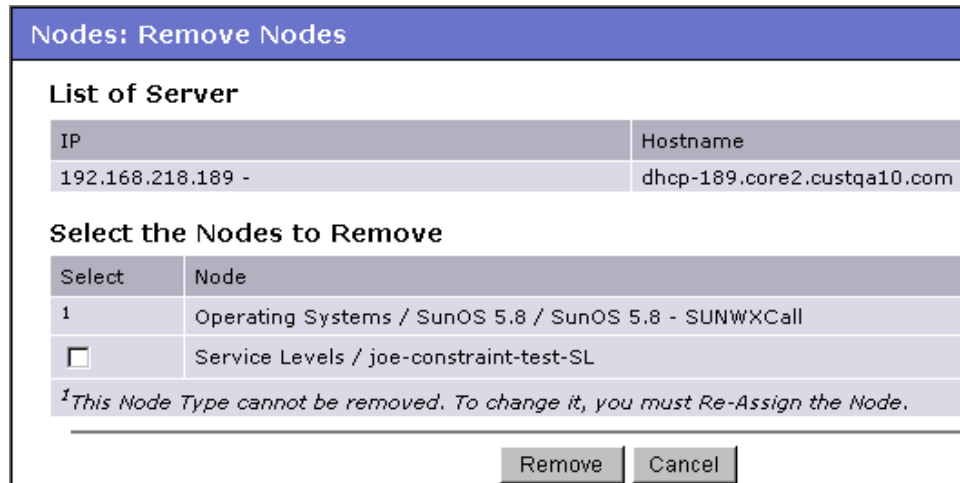 Nodes: Remove Nodes
List of Server
IP Hostname
192.168.218.189 - dhcp-189.core2.custqa10.com
Select the Nodes to Remove
Select Node
1 Operating Systems / SunOS 5.8 / SunOS 5.8 - SUNWXCall
Service Levels / joe-constraint-test-SL
1This Node Type cannot be removed. To change it, you must Re-Assign the Node.
Remove Cancel